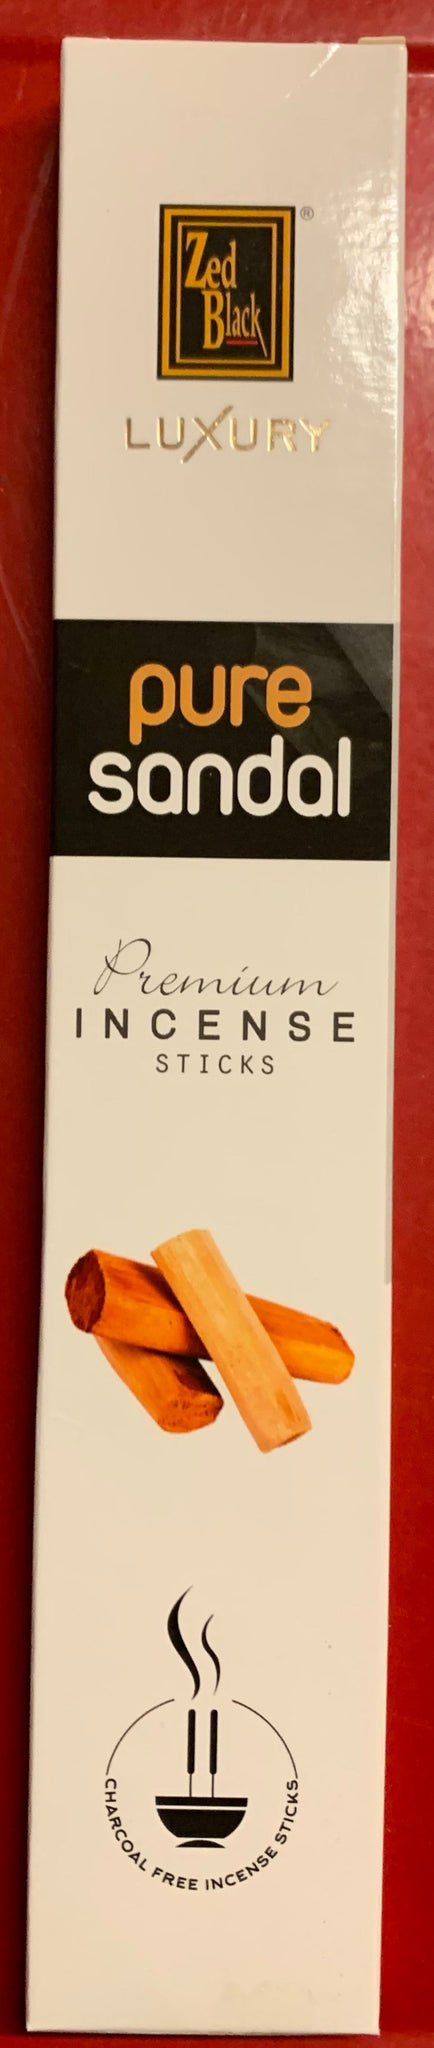 Zed
Black
®
LUXURY
pure
sandal
Premium
INCENSE
STICKS
CHARCOAL FREE INCENSE STICKS